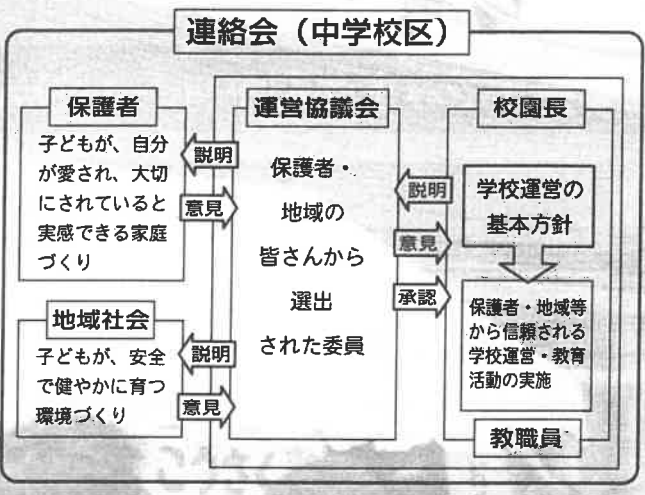 連絡会（中学校区）
保護者
子どもが、自分
が愛され、大切
にされていると
実感できる家庭
づくり
説明
意見
地域社会
子どもが、安全
で健やかに育つ
環境づくり
説明
意見
運営協議会
保護者・
地域の
皆さんから
選出
された委員
説明
意見
承認
校園長
学校運営の
基本方針
保護者・地域等
から信頼される
学校運営・教育
活動の実施
教職員